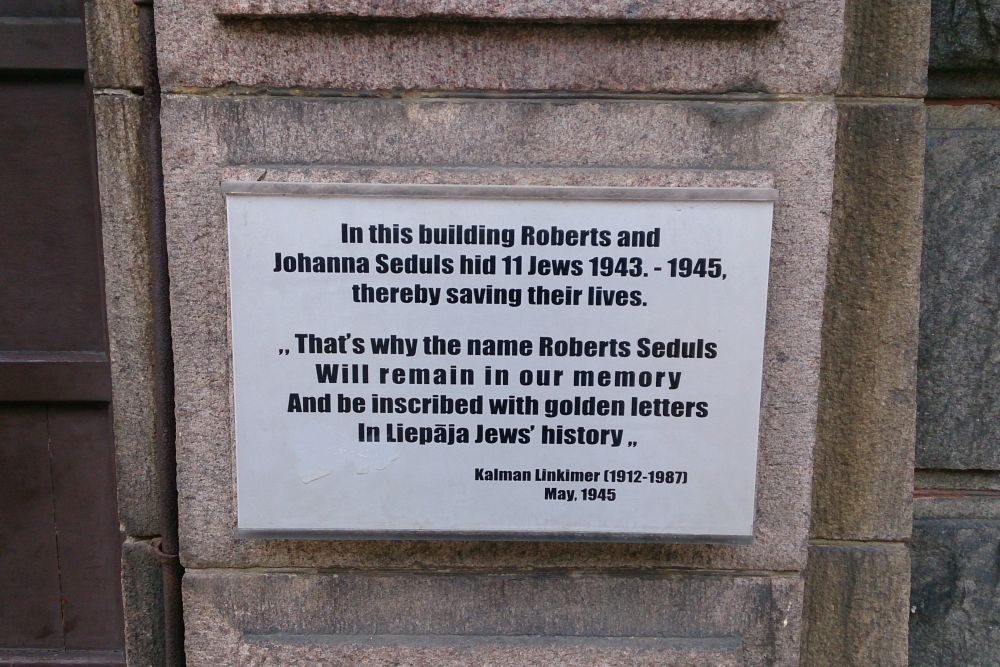 In this building Roberts and
Johanna Seduls hid 11 Jews 1943. - 1945,
thereby saving their lives.
,, That's why the name Roberts Seduls
Will remain in our memory
And be inscribed with golden letters
In Liepāja Jews' history ,,
Kalman Linkimer (1912-1987)
May, 1945